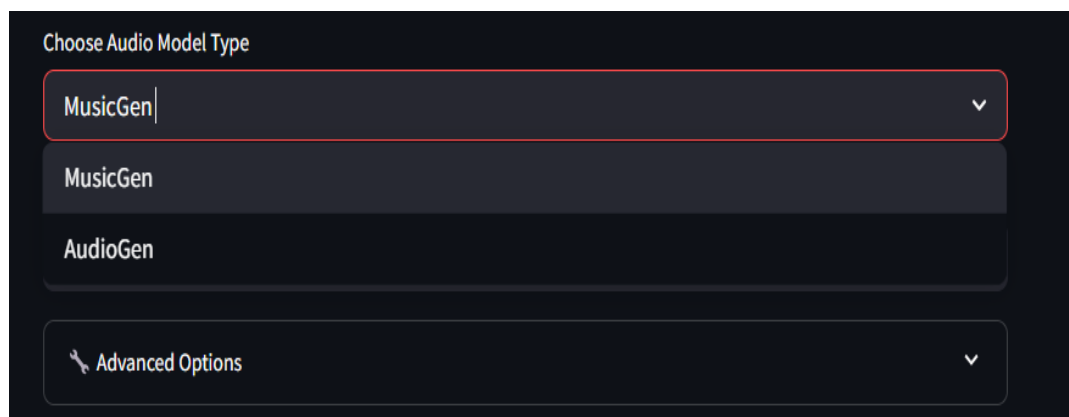 Choose Audio Model Type
MusicGen
MusicGen
AudioGen
🔧 Advanced Options